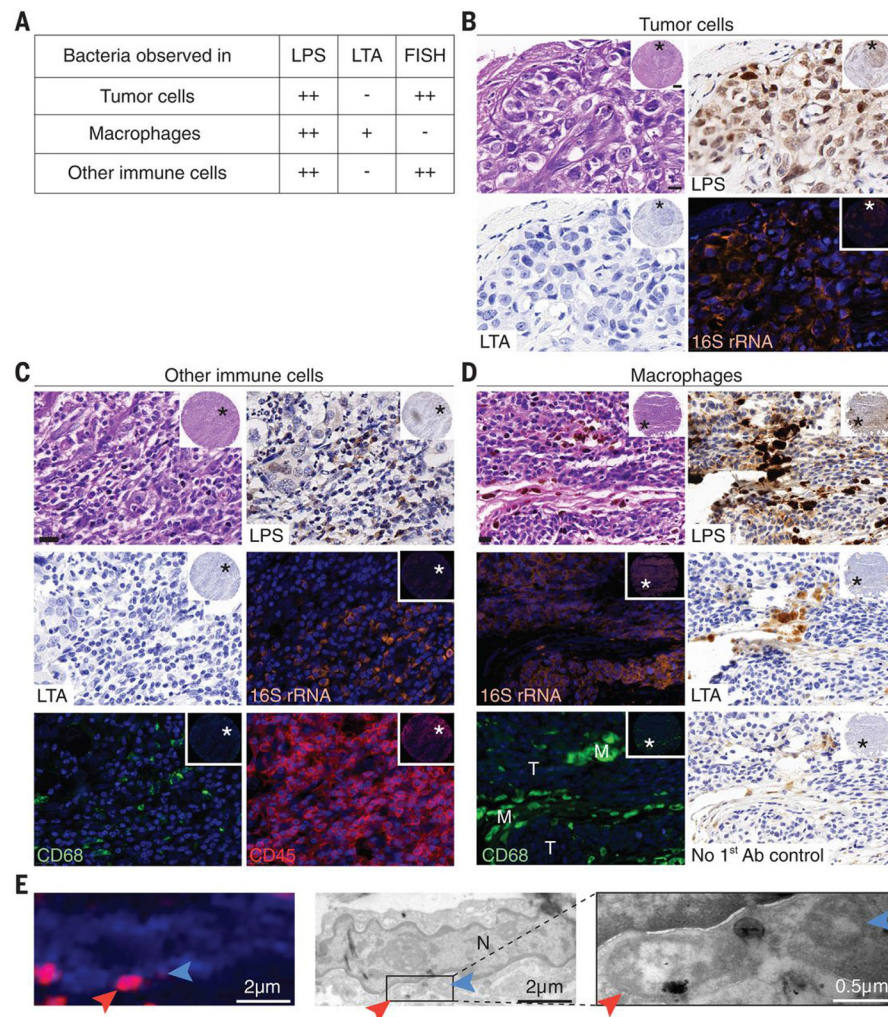 A
Bacteria observed in LPS LTA FISH
Tumor cells ++ - ++
Macrophages ++ + -
Other immune cells ++ - ++
B
Tumor cells
*
*
LPS
*
*
LTA
16S rRNA
C
Other immune cells
*
*
LPS
*
*
LTA
16S rRNA
*
*
CD68
CD45
D
Macrophages
*
*
LPS
*
*
16S rRNA
LTA
*
*
M
T
M
T
CD68
No 1st Ab control
E
2µm
N
2µm
0.5µm